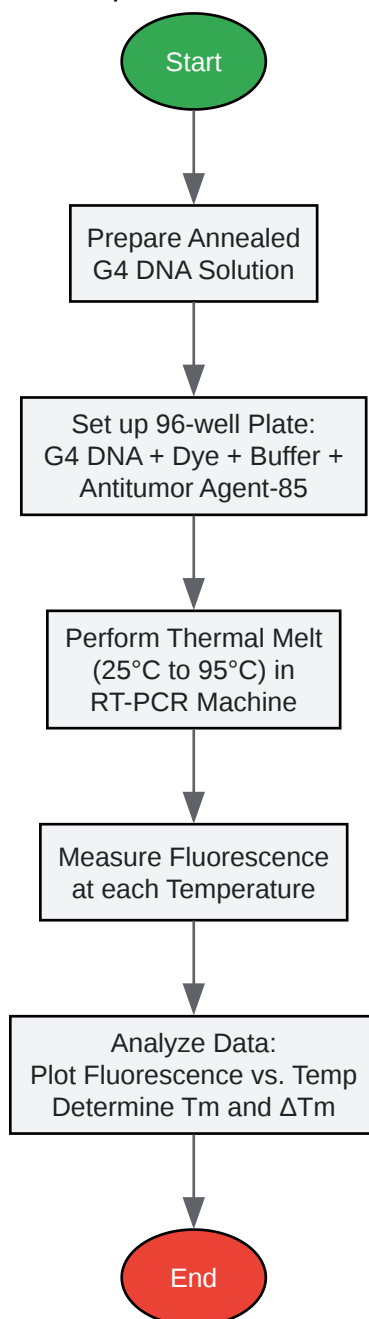 Start
Prepare Annealed
G4 DNA Solution
Set up 96-well Plate:
G4 DNA + Dye + Buffer +
Antitumor Agent-85
Perform Thermal Melt
(25°C to 95°C) in
RT-PCR Machine
Measure Fluorescence
at each Temperature
Analyze Data:
Plot Fluorescence vs. Temp
Determine Tm and ΔTm
End